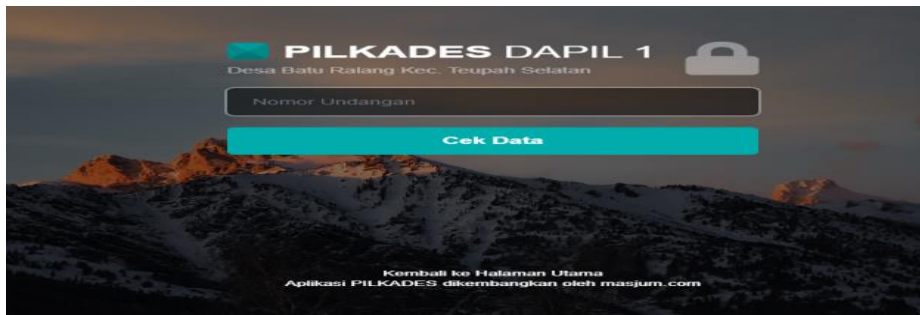 PILKADES DAPIL 1
Desa Batu Ralang Kec. Teupah Selatan
Nomor Undangan
Cek Data
Kembali ke Halaman Utama
Aplikasi PILKADES dikembangkan oleh masjum.com